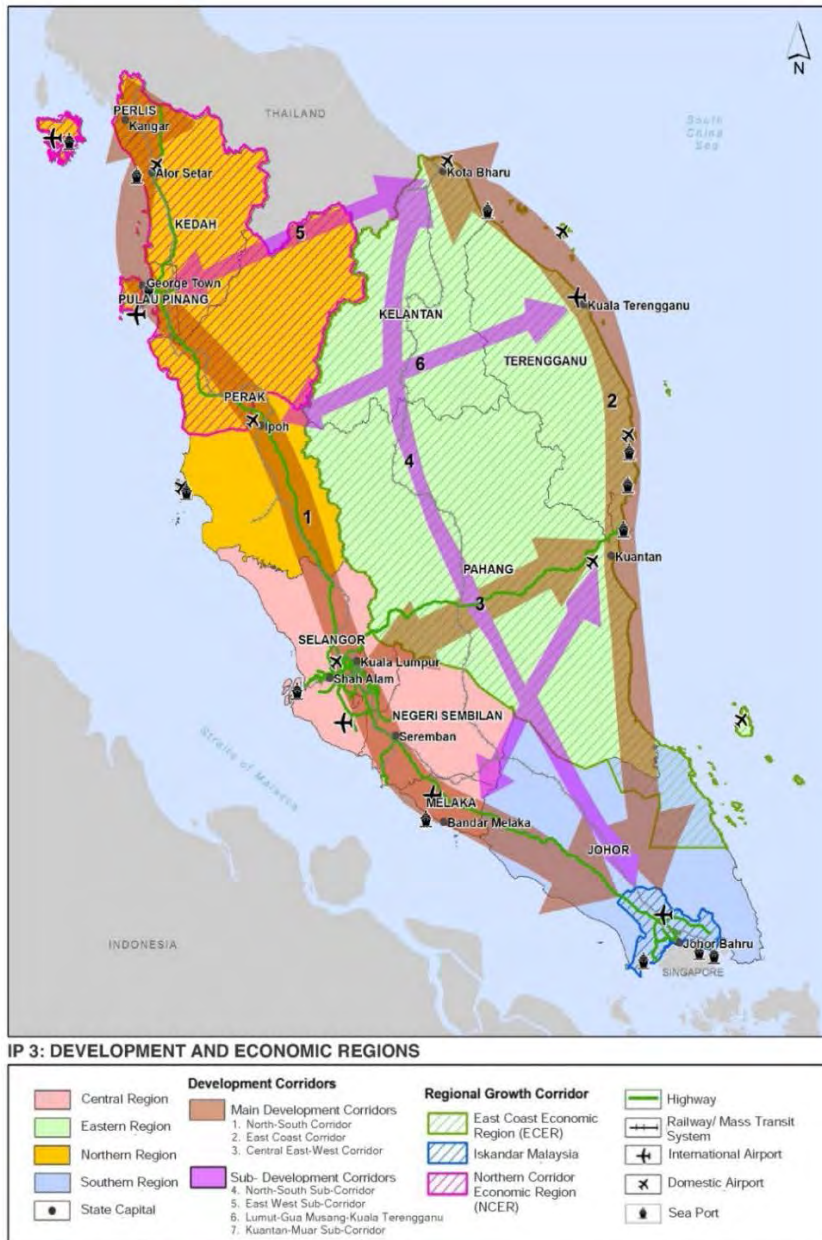 N
THAILAND
South
China
Sea
PERLIS
Kangar
Alor Setar
Kota Bharu
KEDAH
5
George Town
PULAU PINANG
KELANTAN
Kuala Terengganu
6
TERENGGANU
PERAK
Ipoh
2
4
1
PAHANG
Kuantan
3
SELANGOR
Kuala Lumpur
Shah Alam
NEGERI SEMBILAN
Seremban
Straits of Malacca
MELAKA
Bandar Melaka
JOHOR
INDONESIA
Johor Bahru
SINGAPORE
IP 3: DEVELOPMENT AND ECONOMIC REGIONS
Central Region
Eastern Region
Northern Region
Southern Region
State Capital
Development Corridors
Main Development Corridors
1. North-South Corridor
2. East Coast Corridor
3. Central East-West Corridor
Sub- Development Corridors
4. North-South Sub-Corridor
5. East West Sub-Corridor
6. Lumut-Gua Musang-Kuala Terengganu
7. Kuantan-Muar Sub-Corridor
Regional Growth Corridor
East Coast Economic
Region (ECER)
Iskandar Malaysia
Northern Corridor
Economic Region
(NCER)
Highway
Railway/ Mass Transit
System
International Airport
Domestic Airport
Sea Port